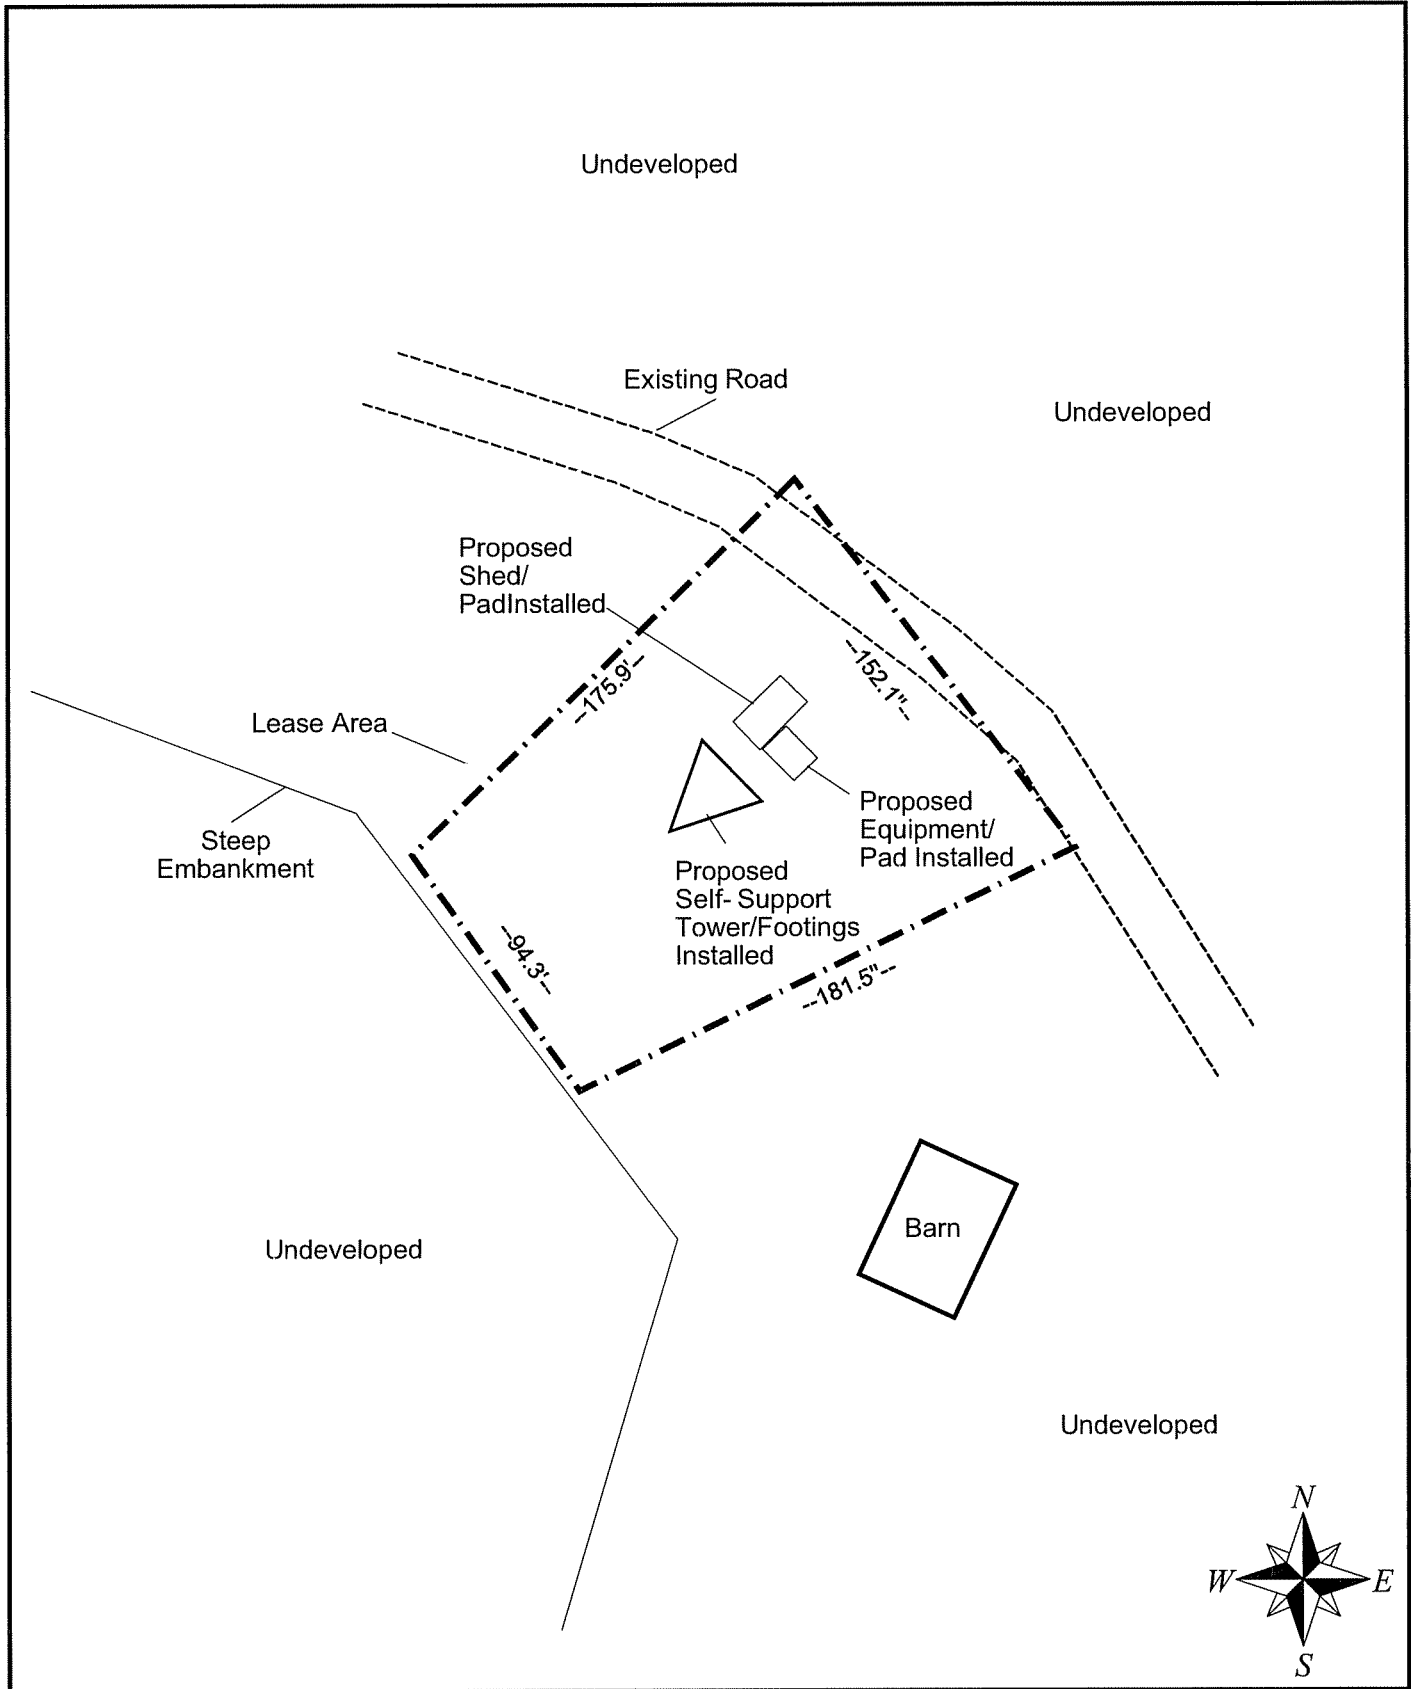 Undeveloped
Existing Road
Undeveloped
Proposed
Shed/
PadInstalled
--175.9'--
--152.1"--
Lease Area
Steep
Embankment
Proposed
Equipment/
Pad Installed
Proposed
Self- Support
Tower/Footings
Installed
--94.3'--
--181.5"--
Barn
Undeveloped
Undeveloped
N
W
E
S